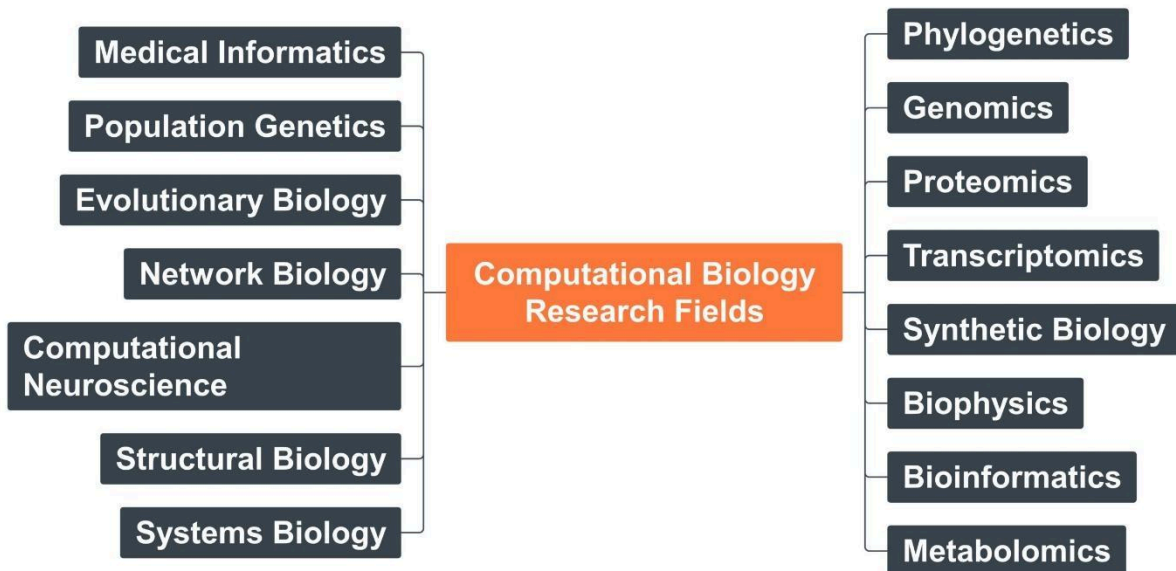 Medical Informatics
Population Genetics
Evolutionary Biology
Network Biology
Computational
Neuroscience
Structural Biology
Systems Biology
Computational Biology
Research Fields
Phylogenetics
Genomics
Proteomics
Transcriptomics
Synthetic Biology
Biophysics
Bioinformatics
Metabolomics